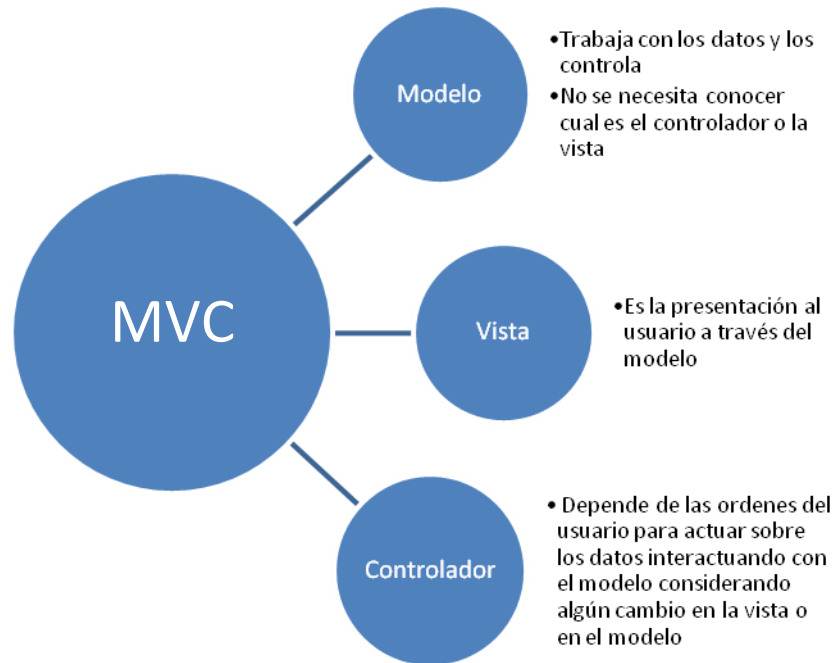 Modelo
•Trabaja con los datos y los
controla
•No se necesita conocer
cual es el controlador o la
vista
MVC
Vista
•Es la presentación al
usuario a través del
modelo
Controlador
• Depende de las ordenes del
usuario para actuar sobre
los datos interactuando con
el modelo considerando
algún cambio en la vista o
en el modelo